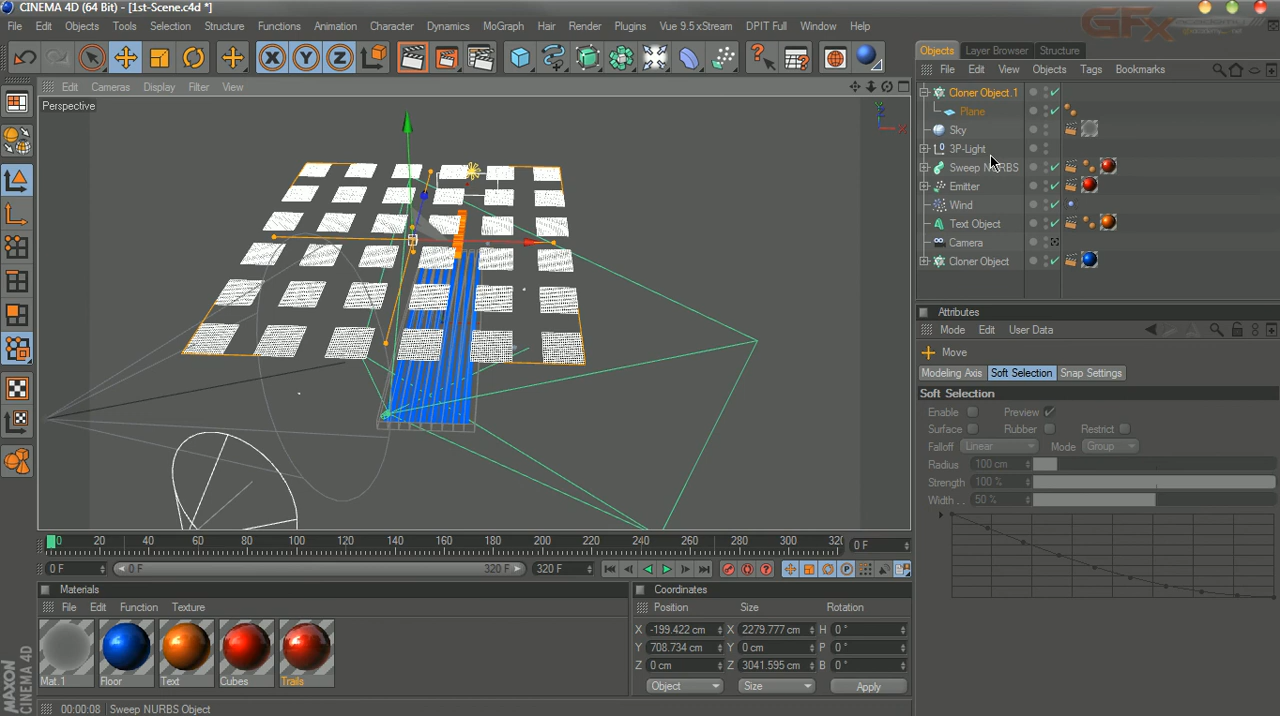 CINEMA 4D (64 Bit) - [1st-Scene.c4d *]
GFx
File Edit Objects Tools Selection Structure Functions Animation Character Dynamics MoGraph Hair Render Plugins Vue 9.5 xStream DPIT Full Window Help
Objects Layer Browser Structure
File Edit View Objects Tags Bookmarks
Edit Cameras Display Filter View
Perspective
Cloner Object.1
Plane
Sky
3P-Light
Sweep NURBS
Emitter
Wind
Text Object
Camera
Cloner Object
Attributes
Mode Edit User Data
Move
Modeling Axis Soft Selection Snap Settings
Soft Selection
Enable Preview
Surface Rubber Restrict
Falloff Linear Mode Group
Radius 100 cm
Strength 100 %
Width . . 50 %
0 20 40 60 80 100 120 140 160 180 200 220 240 260 280 300 32( 0 F
0 F 0 F 320 F 320 F
Materials
File Edit Function Texture
Mat.1 Floor Text Cubes Trails
Coordinates
Position Size Rotation
X -199.422 cm X 2279.777 cm H 0 °
Y 708.734 cm Y 0 cm P 0 °
Z 0 cm Z 3041.595 cm B 0 °
Object Size Apply
MAXON
CINEMA 4D
00:00:08 Sweep NURBS Object